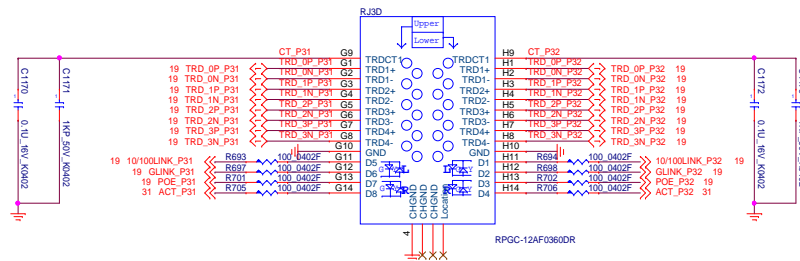 RJ3D
Upper
Lower
CT_P31 G9 TRDCT1 TRDCT1 H9 CT_P32
19 TRD_0P_P31 TRD_0P_P31 G1 TRD1+ TRD1+ H1 TRD_0P_P32 TRD_0P_P32 19
19 TRD_0N_P31 TRD_0N_P31 G2 TRD1- TRD1- H2 TRD_0N_P32 TRD_0N_P32 19
19 TRD_1P_P31 TRD_1P_P31 G3 TRD2+ TRD2+ H3 TRD_1P_P32 TRD_1P_P32 19
19 TRD_1N_P31 TRD_1N_P31 G4 TRD2- TRD2- H4 TRD_1N_P32 TRD_1N_P32 19
19 TRD_2P_P31 TRD_2P_P31 G5 TRD3+ TRD3+ H5 TRD_2P_P32 TRD_2P_P32 19
19 TRD_2N_P31 TRD_2N_P31 G6 TRD3- TRD3- H6 TRD_2N_P32 TRD_2N_P32 19
19 TRD_3P_P31 TRD_3P_P31 G7 TRD4+ TRD4+ H7 TRD_3P_P32 TRD_3P_P32 19
19 TRD_3N_P31 TRD_3N_P31 G8 TRD4- TRD4- H8 TRD_3N_P32 TRD_3N_P32 19
G10 GND GND H10
19 10/100LINK_P31 R693 100_0402F G11 D5 D1 H11 R694 100_0402F 10/100LINK_P32 19
19 GLINK_P31 R697 100_0402F G12 D6 D2 H12 R698 100_0402F GLINK_P32 19
19 POE_P31 R701 100_0402F G13 D7 G Y D3 H13 R702 100_0402F POE_P32 19
31 ACT_P31 R705 100_0402F G14 D8 D4 H14 R706 100_0402F ACT_P32 31
C1170
0.1U_16V_K0402
C1171
1KP_50V_K0402
C1172
0.1U_16V_K0402
CHGND
CHGND
CHGND
Location
4
RPGC-12AF0360DR